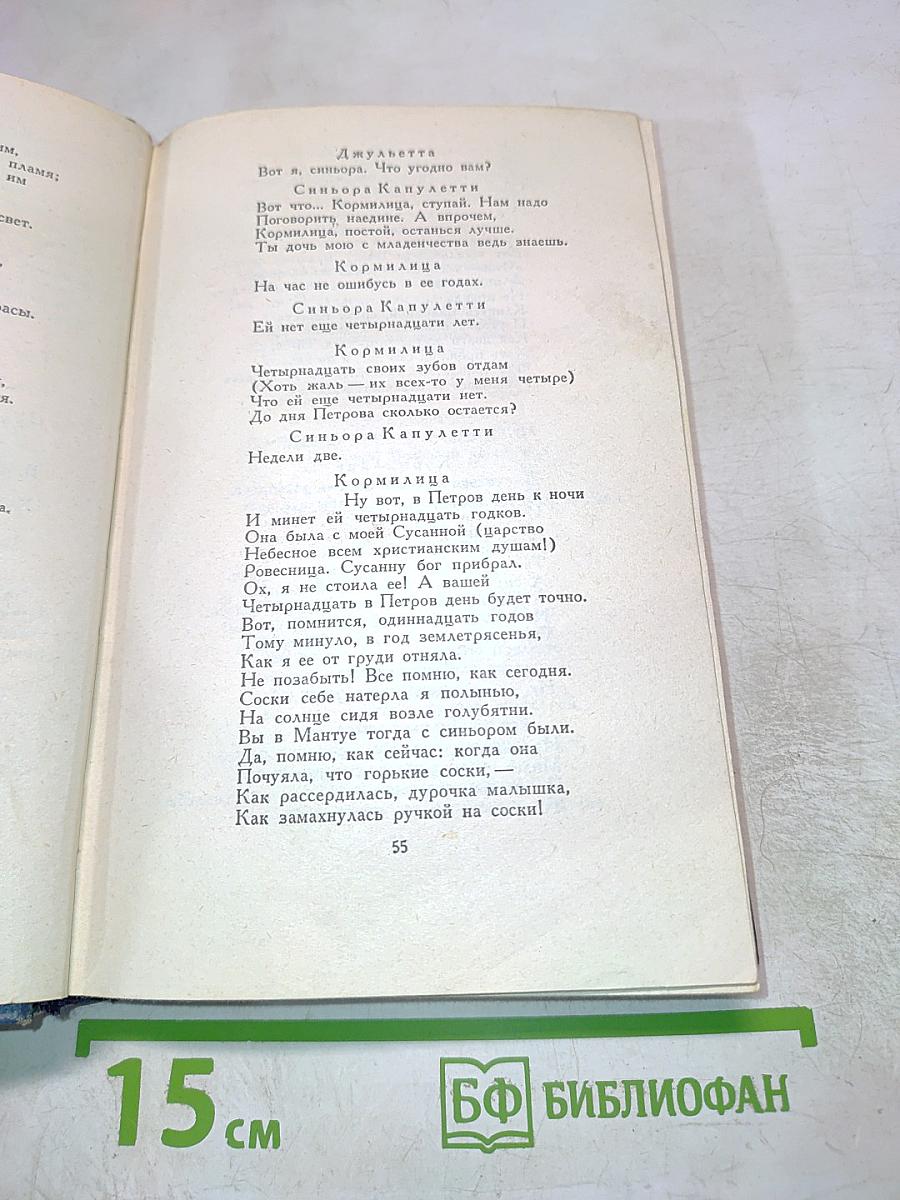 им,
пламя;
им
свет.
расы.
я.
а.
Джульетта
Вот я, синьора. Что угодно вам?
Синьора Капулетти
Вот что... Кормилица, ступай. Нам надо
Поговорить наедине. А впрочем,
Кормилица, постой, останься лучше.
Ты дочь мою с младенчества ведь знаешь.
Кормилица
На час не ошибусь в ее годах.
Синьора Капулетти
Ей нет еще четырнадцати лет.
Кормилица
Четырнадцать своих зубов отдам
(Хоть жаль — их всех-то у меня четыре)
Что ей еще четырнадцати нет.
До дня Петрова сколько остается?
Синьора Капулетти
Недели две.
Кормилица
Ну вот, в Петров день к ночи
И минет ей четырнадцать годков.
Она была с моей Сусанной (царство
Небесное всем христианским душам!)
Ровесница. Сусанну бог прибрал.
Ох, я не стоила ее! А вашей
Четырнадцать в Петров день будет точно.
Вот, помнится, одиннадцать годов
Тому минуло, в год землетрясенья,
Как я ее от груди отняла.
Не позабыть! Все помню, как сегодня.
Соски себе натерла я полынью,
На солнце сидя возле голубятни.
Вы в Мантуе тогда с синьором были.
Да, помню, как сейчас: когда она
Почуяла, что горькие соски, —
Как рассердилась, дурочка малышка,
Как замахнулась ручкой на соски!
55
15 см
БФ БИБЛИОФАН